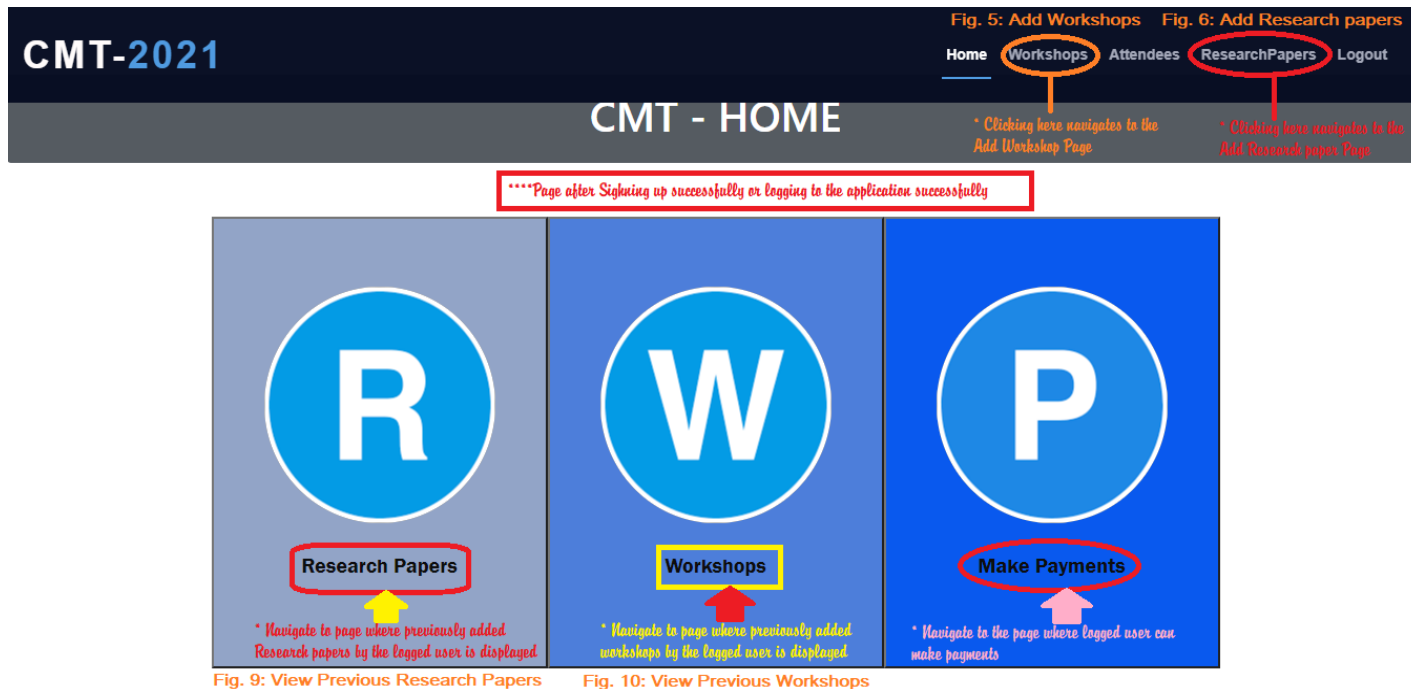 Fig. 5: Add Workshops Fig. 6: Add Research papers
CMT-2021
Home Workshops Attendees ResearchPapers Logout
CMT - HOME
* Clicking here navigates to the
Add Workshop Page
* Clicking here navigates to the
Add Research paper Page
****Page after Sighning up successfully or logging to the application successfully
R
W
P
Research Papers
Workshops
Make Payments
* Navigate to page where previously added
Research papers by the logged user is displayed
* Navigate to page where previously added
workshops by the logged user is displayed
* Navigate to the page where logged user can
make payments
Fig. 9: View Previous Research Papers
Fig. 10: View Previous Workshops